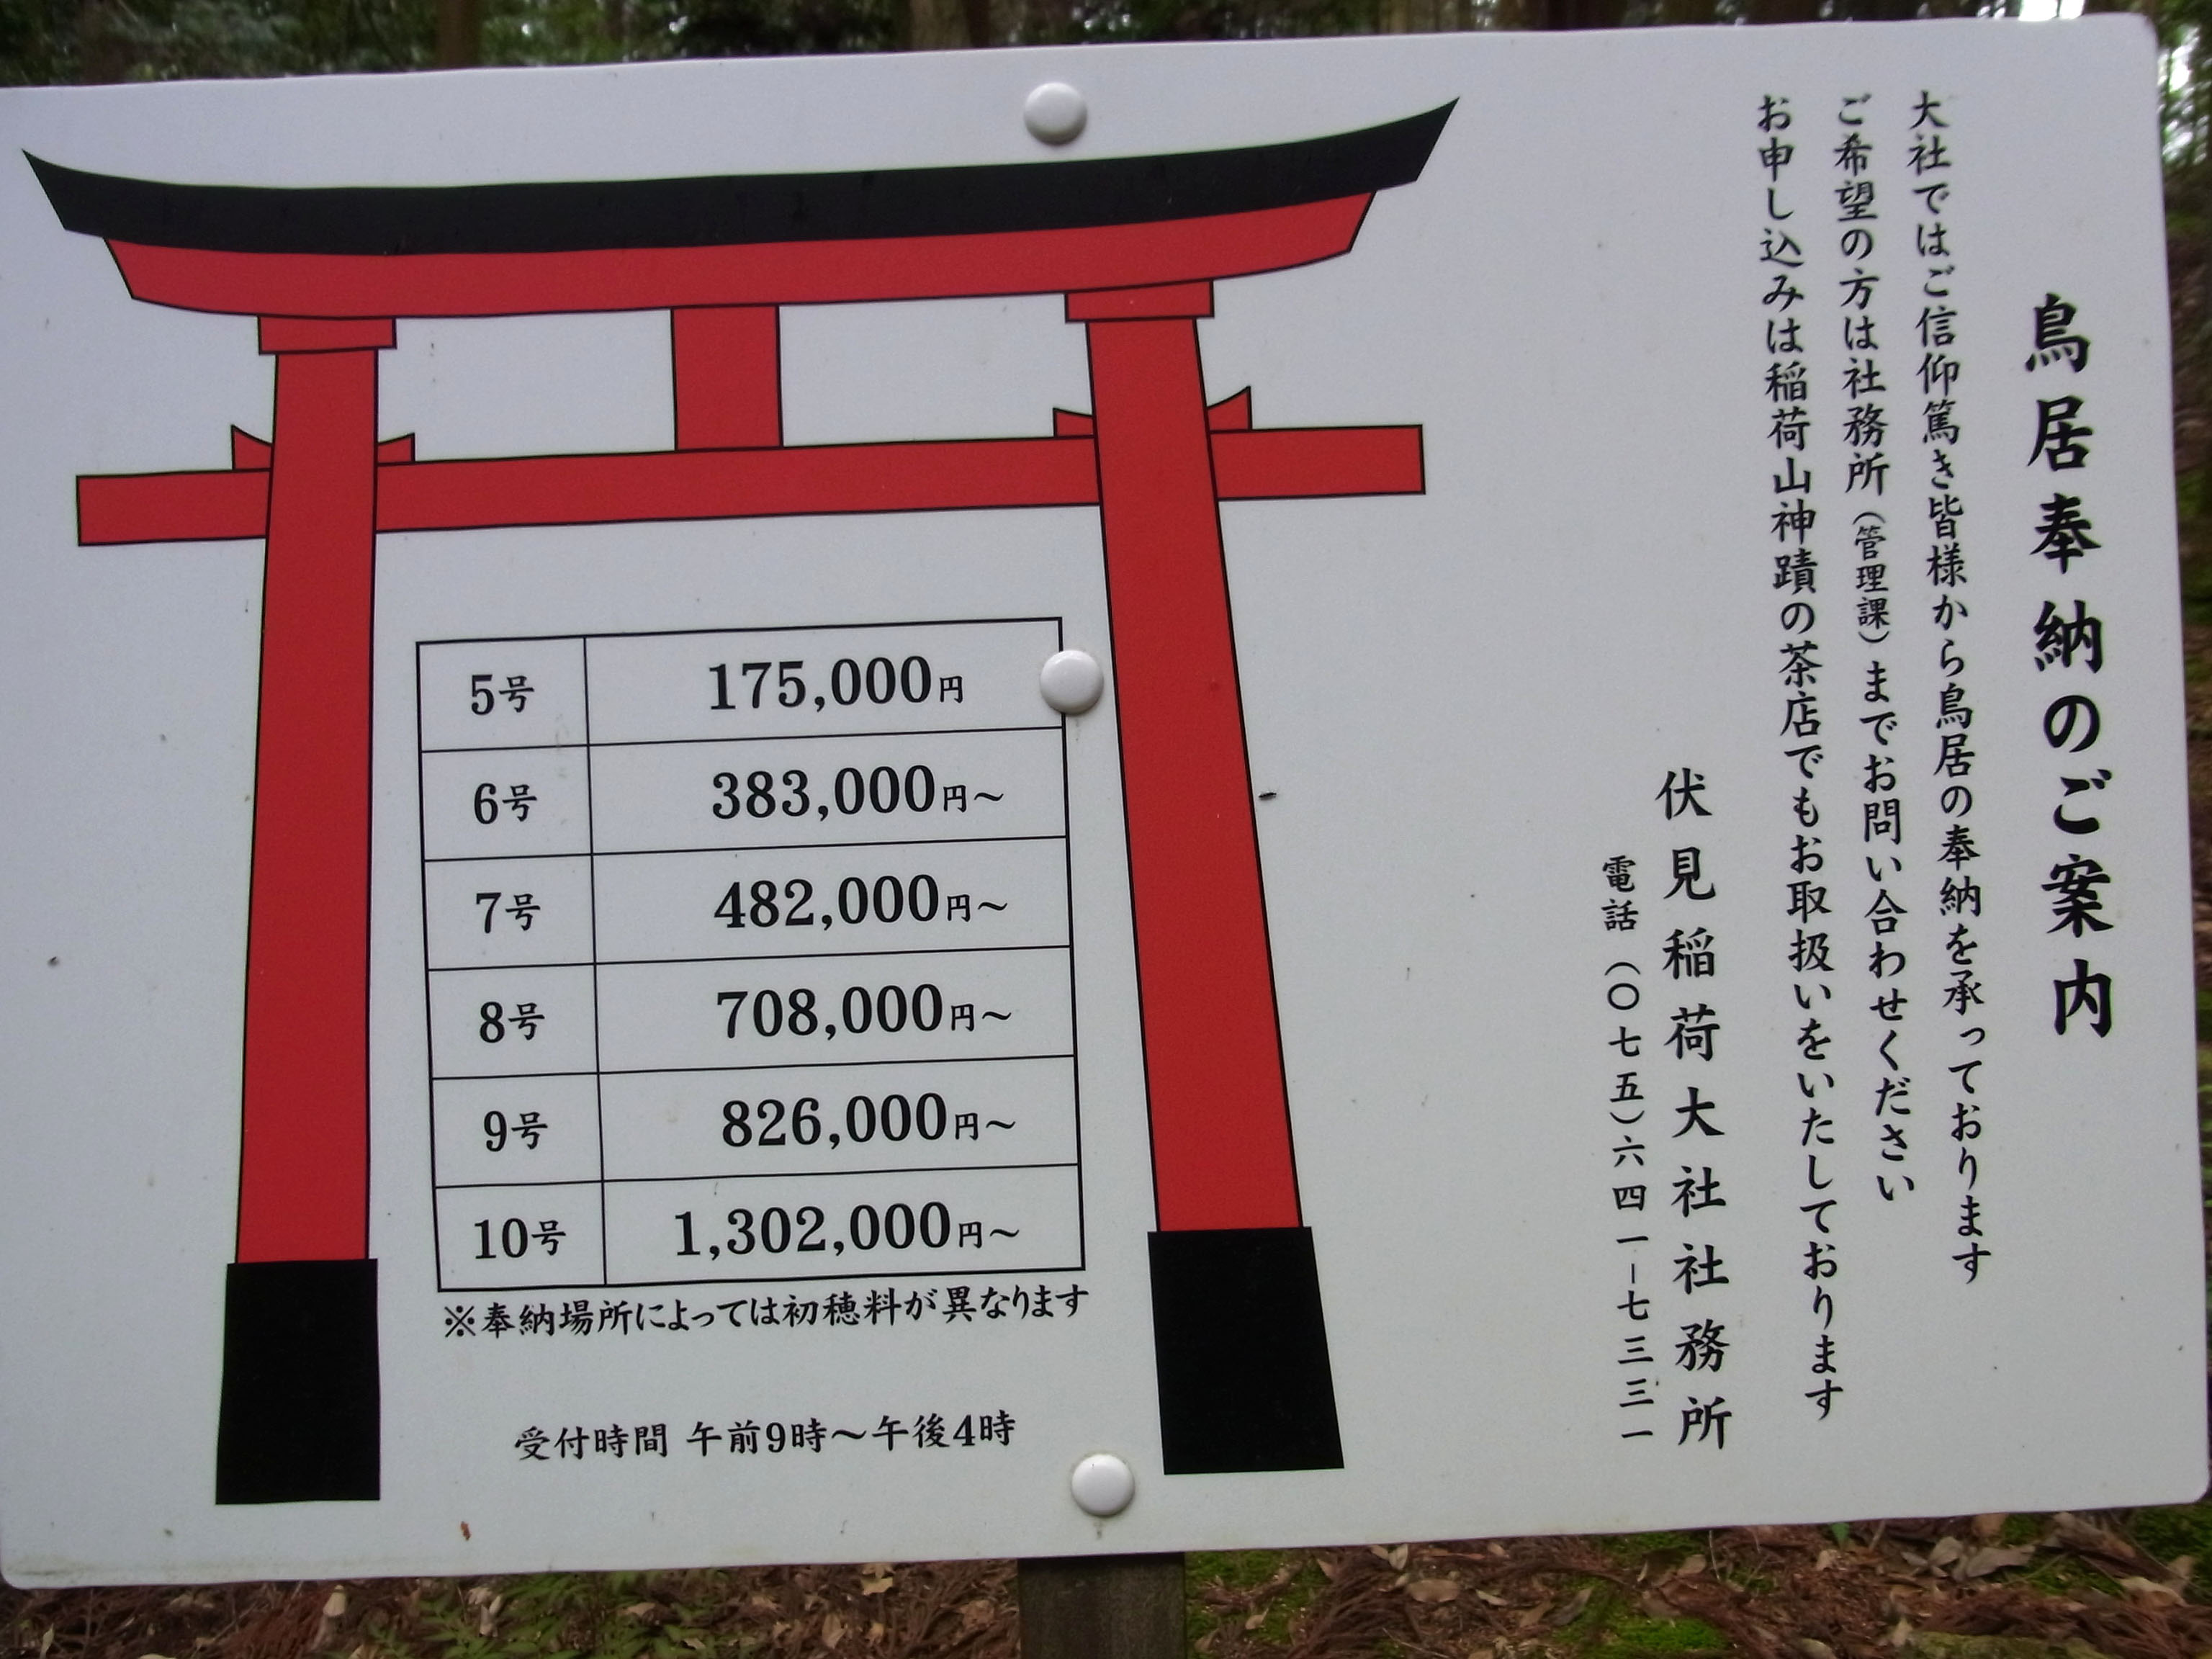 鳥居奉納のご案内
大社ではご信仰篤き皆様から鳥居の奉納を承っております
ご希望の方は社務所(管理課)までお問い合わせください
お申し込みは稲荷山神蹟の茶店でもお取扱いをいたしております
伏見稲荷大社社務所
電話(〇七五)六四一-七三三一
5号 175,000円
6号 383,000円～
7号 482,000円～
8号 708,000円～
9号 826,000円～
10号 1,302,000円～
※奉納場所によっては初穂料が異なります
受付時間 午前9時～午後4時